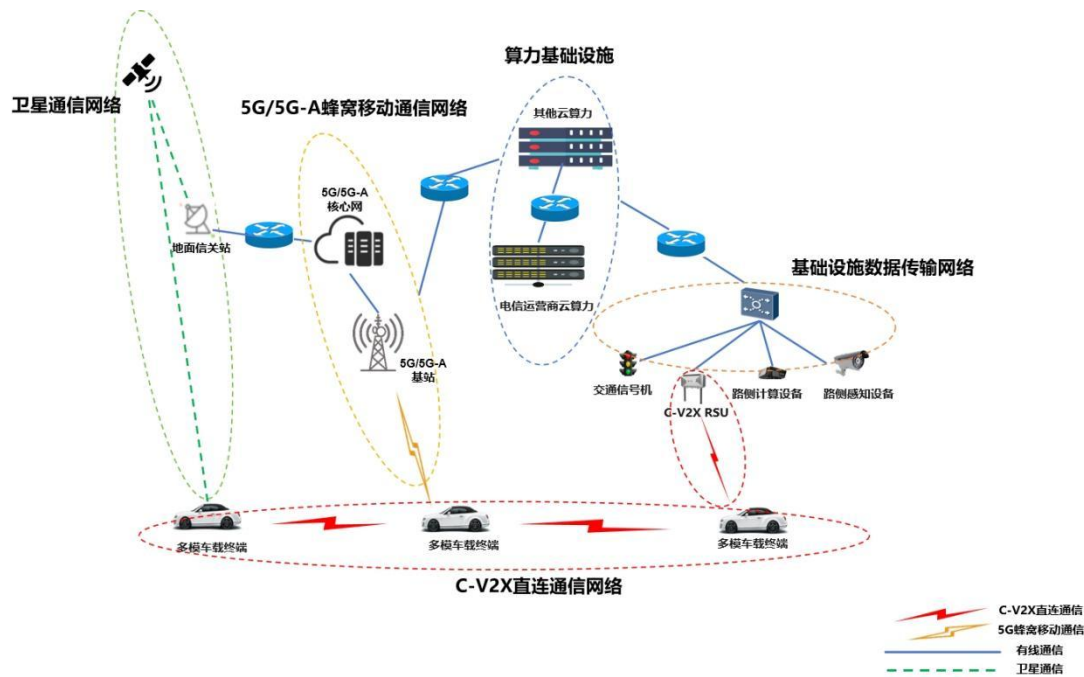 算力基础设施
卫星通信网络
5G/5G-A蜂窝移动通信网络
其他云算力
5G/5G-A
核心网
地面信关站
基础设施数据传输网络
电信运营商云算力
5G/5G-A
基站
交通信号机
C-V2X RSU
路侧计算设备
路侧感知设备
多模车载终端
多模车载终端
多模车载终端
C-V2X直连通信网络
C-V2X直连通信
5G蜂窝移动通信
有线通信
卫星通信